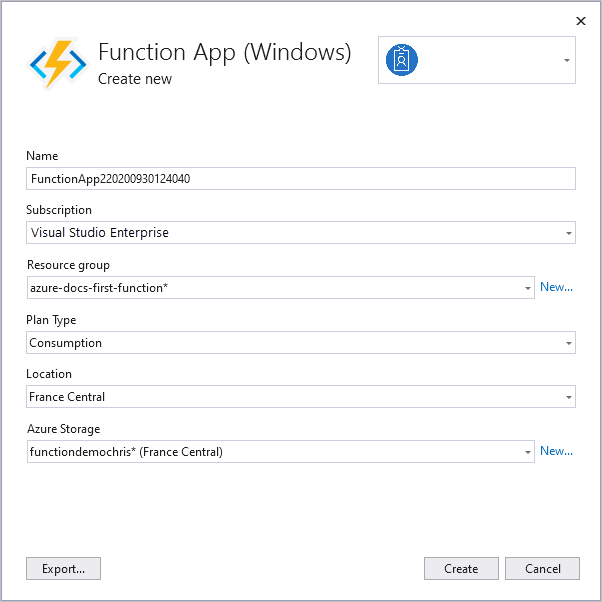 Function App (Windows)
Create new
Name
FunctionApp220200930124040
Subscription
Visual Studio Enterprise
Resource group
azure-docs-first-function*
New...
Plan Type
Consumption
Location
France Central
Azure Storage
functiondemochris* (France Central)
New...
Export...
Create
Cancel